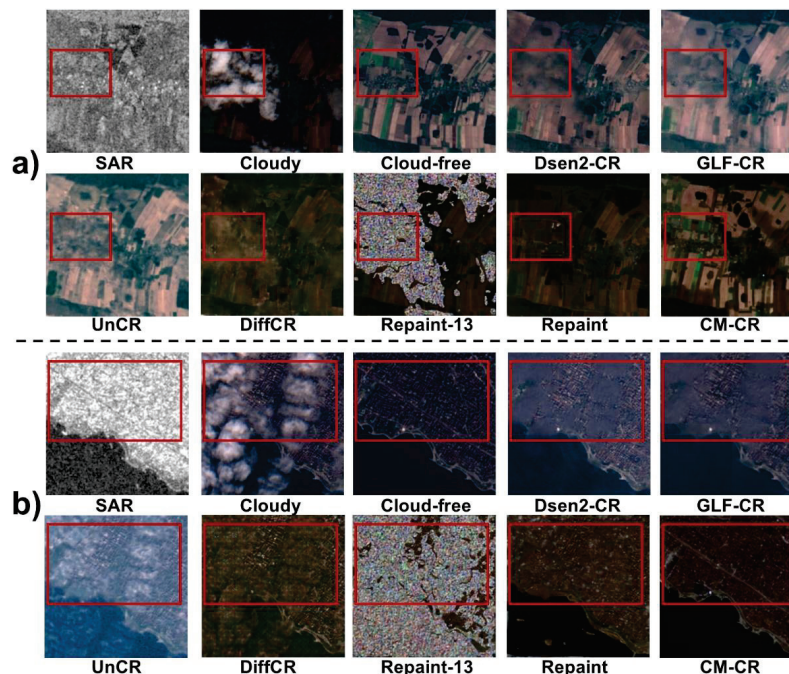 a)
SAR Cloudy Cloud-free Dsen2-CR GLF-CR
UnCR DiffCR Repaint-13 Repaint CM-CR
b)
SAR Cloudy Cloud-free Dsen2-CR GLF-CR
UnCR DiffCR Repaint-13 Repaint CM-CR